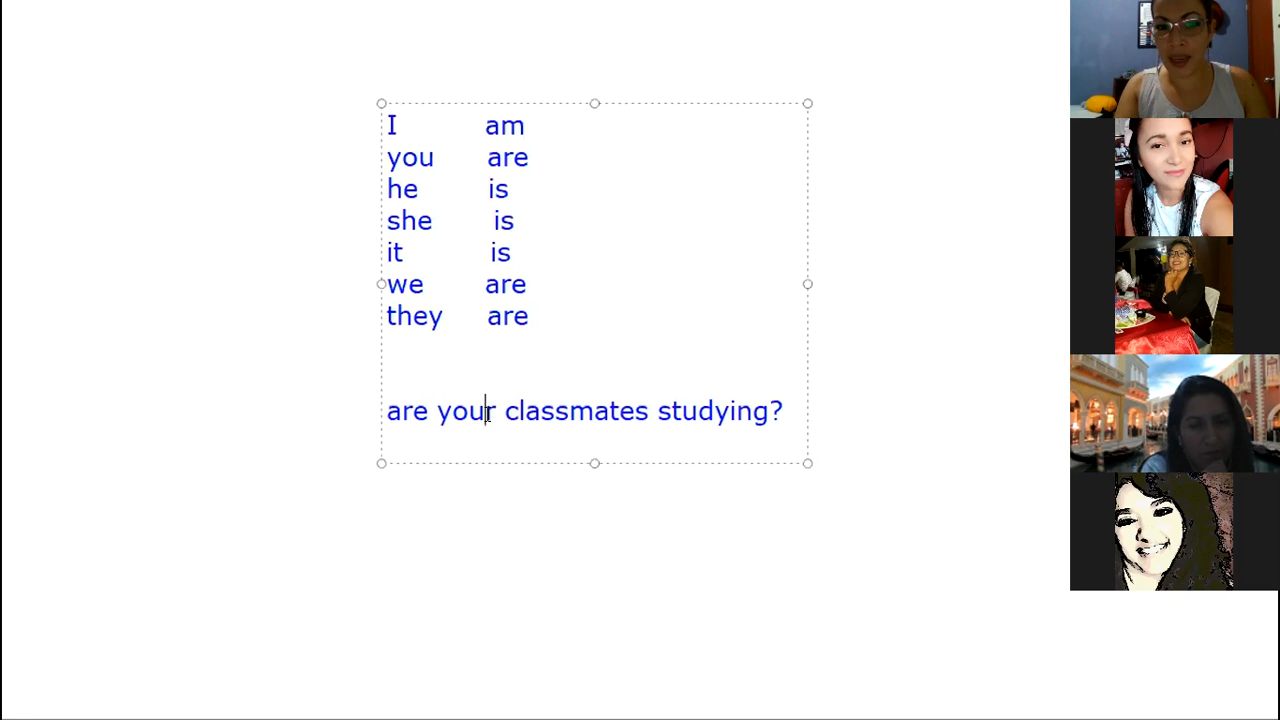 I am
you are
he is
she is
it is
we are
they are
are your classmates studying?